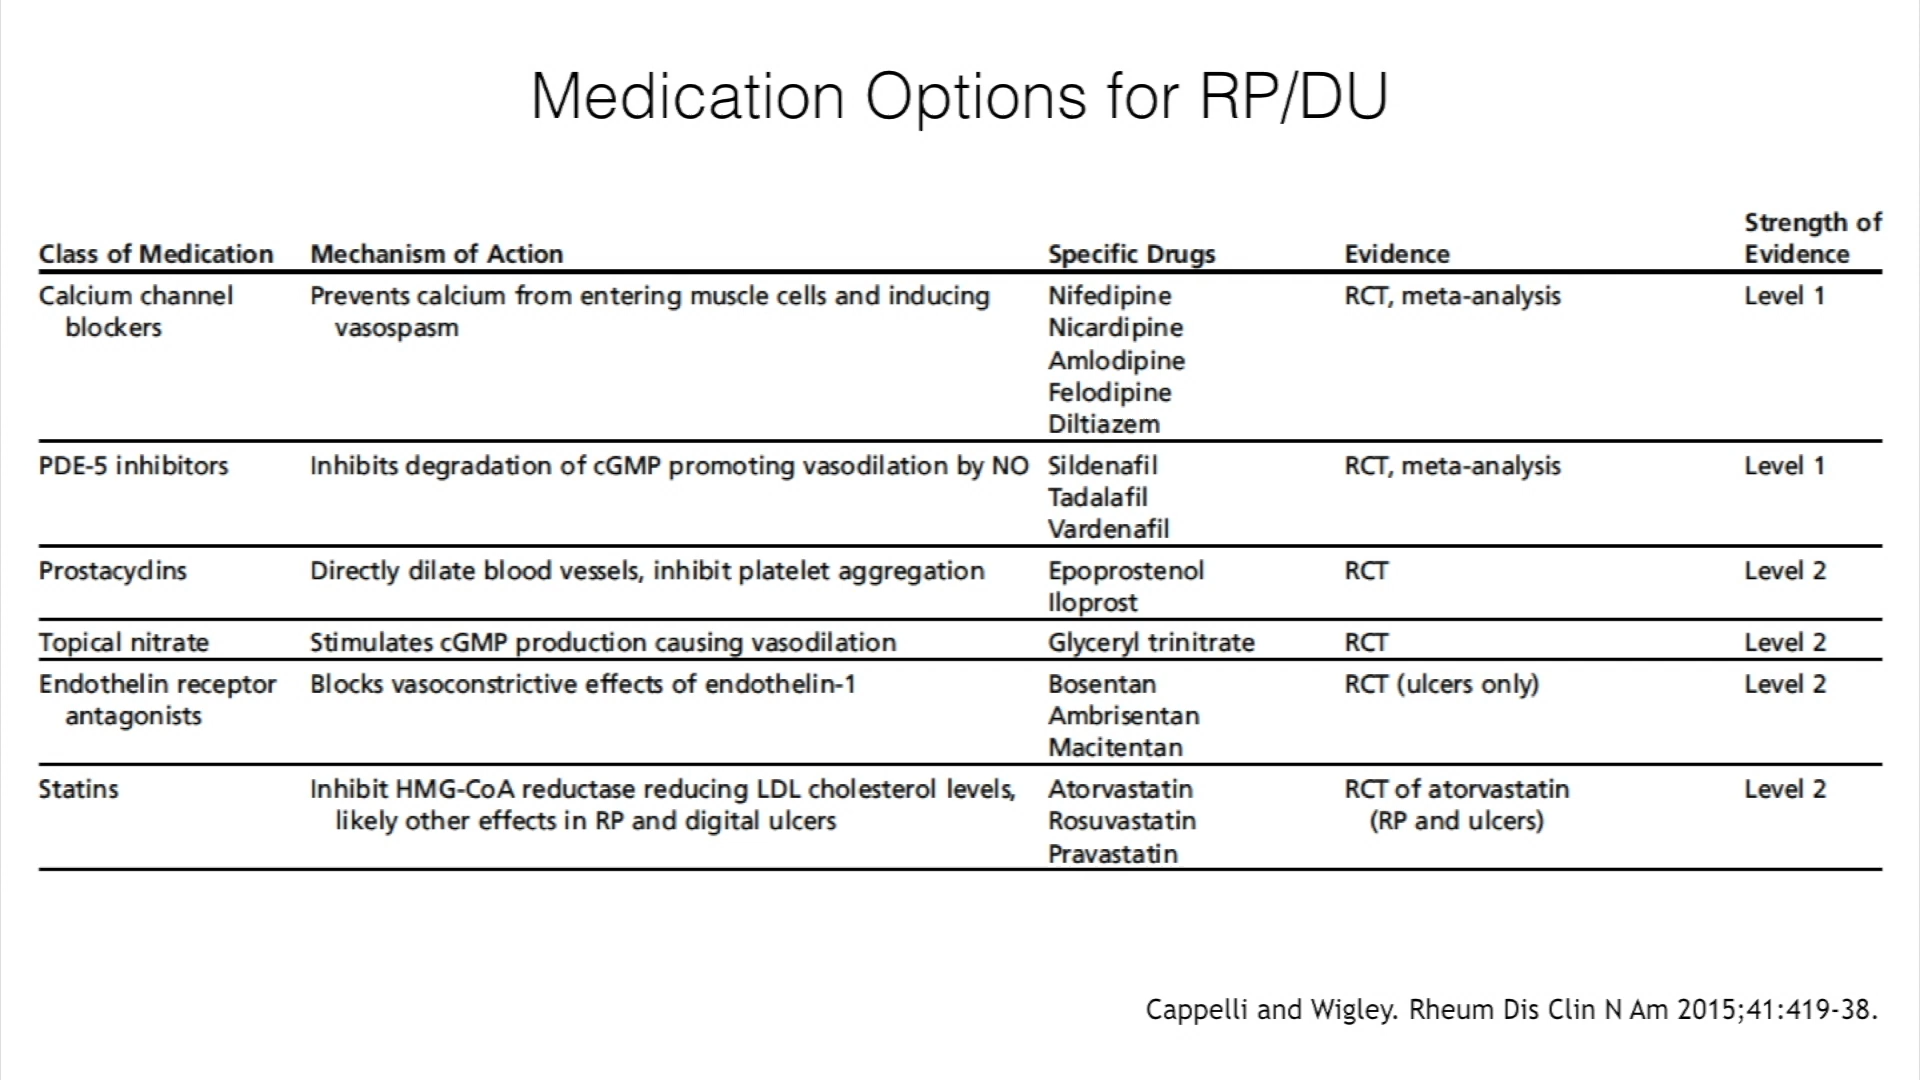 Medication Options for RP/DU
Class of Medication Mechanism of Action Specific Drugs Evidence Strength of Evidence
Calcium channel blockers Prevents calcium from entering muscle cells and inducing vasospasm Nifedipine RCT, meta-analysis Level 1
Nicardipine
Amlodipine
Felodipine
Diltiazem
PDE-5 inhibitors Inhibits degradation of cGMP promoting vasodilation by NO Sildenafil RCT, meta-analysis Level 1
Tadalafil
Vardenafil
Prostacyclins Directly dilate blood vessels, inhibit platelet aggregation Epoprostenol RCT Level 2
Iloprost
Topical nitrate Stimulates cGMP production causing vasodilation Glyceryl trinitrate RCT Level 2
Endothelin receptor antagonists Blocks vasoconstrictive effects of endothelin-1 Bosentan RCT (ulcers only) Level 2
Ambrisentan
Macitentan
Statins Inhibit HMG-CoA reductase reducing LDL cholesterol levels, likely other effects in RP and digital ulcers Atorvastatin RCT of atorvastatin (RP and ulcers) Level 2
Rosuvastatin
Pravastatin
Cappelli and Wigley. Rheum Dis Clin N Am 2015;41:419-38.